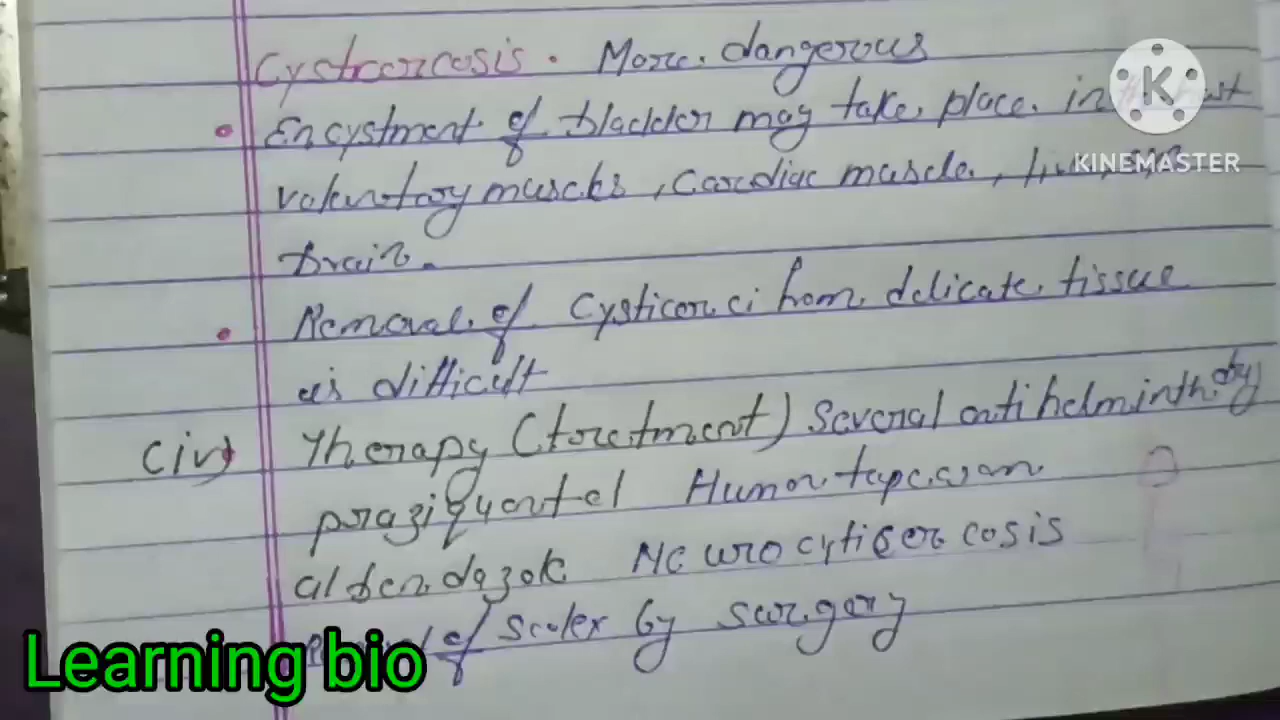 Cysticercosis. More dangerous
Encystment of bladder may take place in
voluntary muscles, cardiac muscle,
brain.
Removal of Cysticerci from delicate tissue
is difficult
(iv) Therapy (treatment) Several antihelminth dry
praziquantel Human tapeworm
albendazole Neurocysticercosis
of scolex by surgery
KINEMASTER
Learning bio